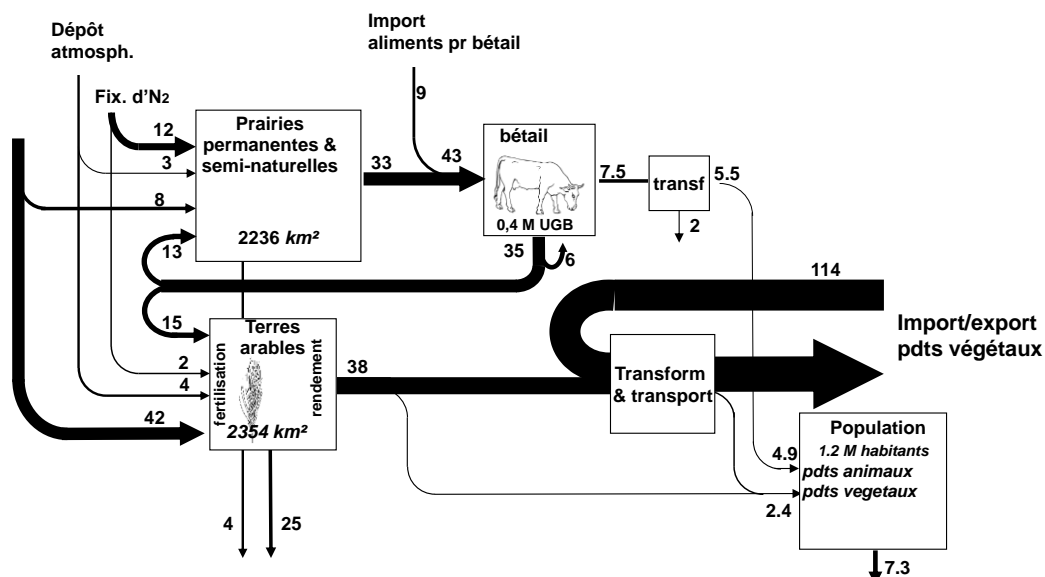 Dépôt
atmosph.
Import
aliments pr bétail
Fix. d'N2
9
12
Prairies
permanentes &
semi-naturelles
3
33
43
bétail
7.5
transf
5.5
8
0,4 M UGB
2
2236 km²
13
35
6
114
15
Terres
arables
fertilisation
rendement
2
38
4
Import/export
pdts végétaux
Transform
& transport
42
2354 km²
Population
1.2 M habitants
4.9
pdts animaux
pdts vegetaux
2.4
4
25
7.3